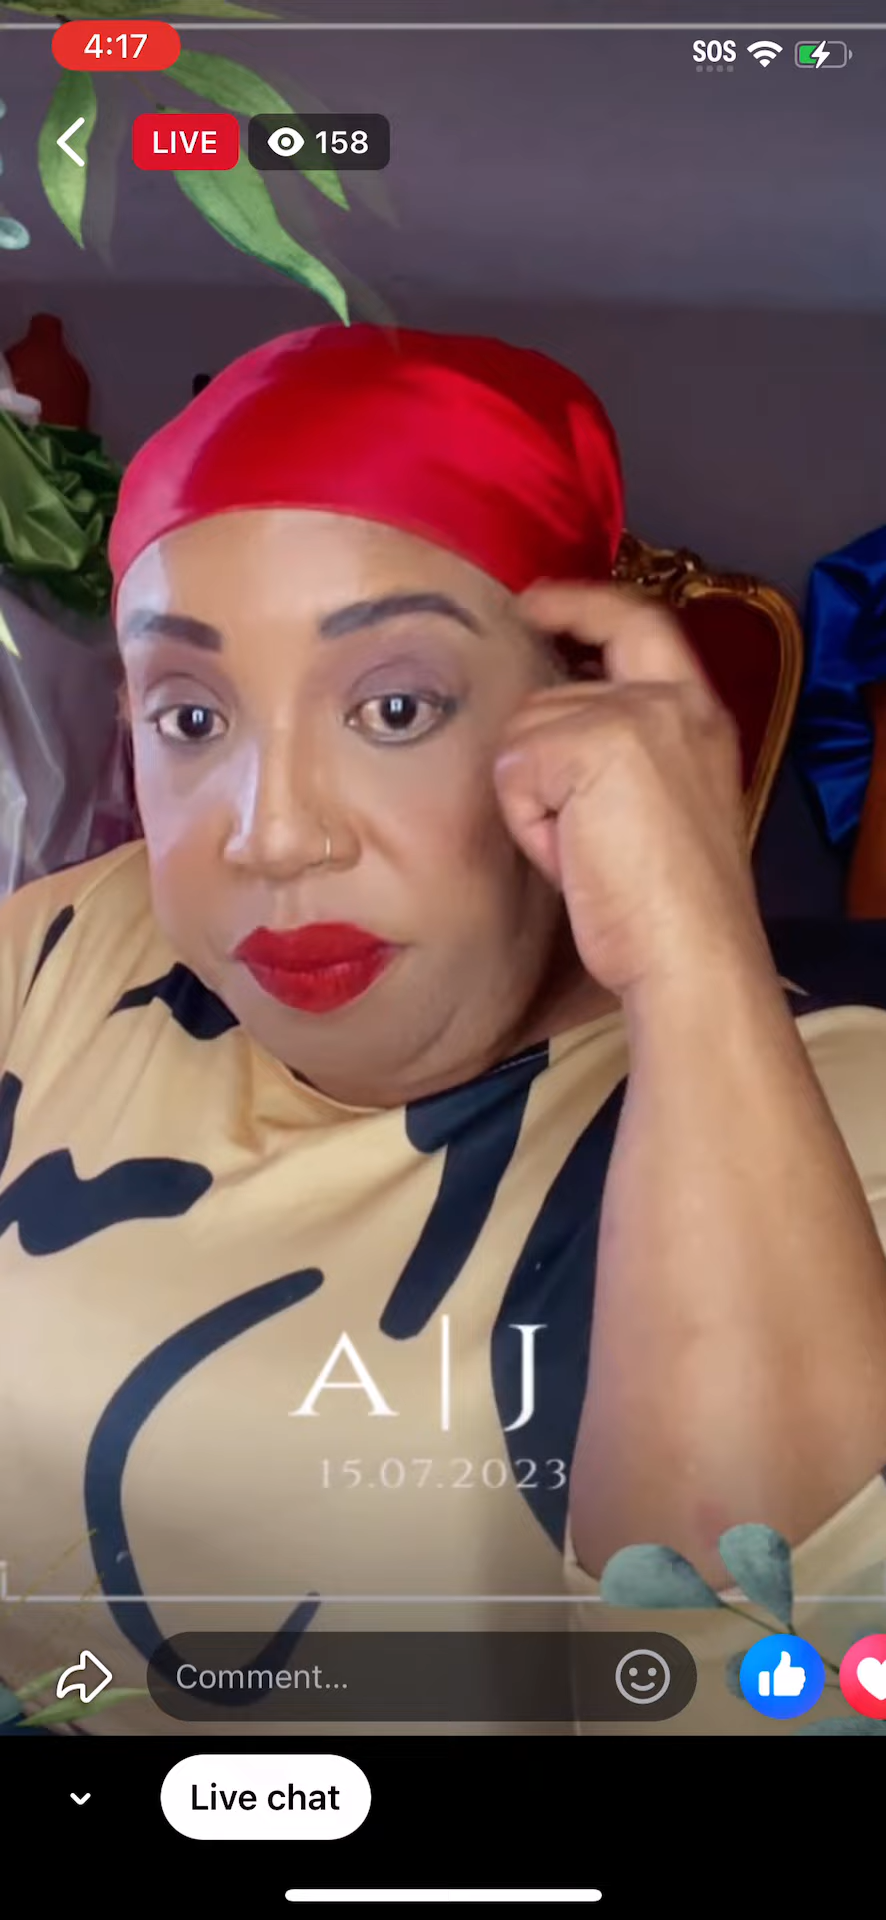 4:17
SOS
LIVE
158
A | J
15.07.2023
L
Comment...
Live chat